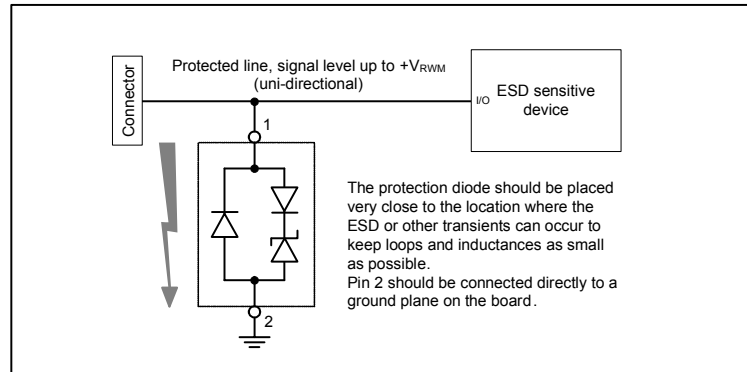 Protected line, signal level up to +VRWM
(uni-directional)
Connector
I/O
ESD sensitive
device
1
The protection diode should be placed
very close to the location where the
ESD or other transients can occur to
keep loops and inductances as small
as possible.
Pin 2 should be connected directly to a
ground plane on the board.
2